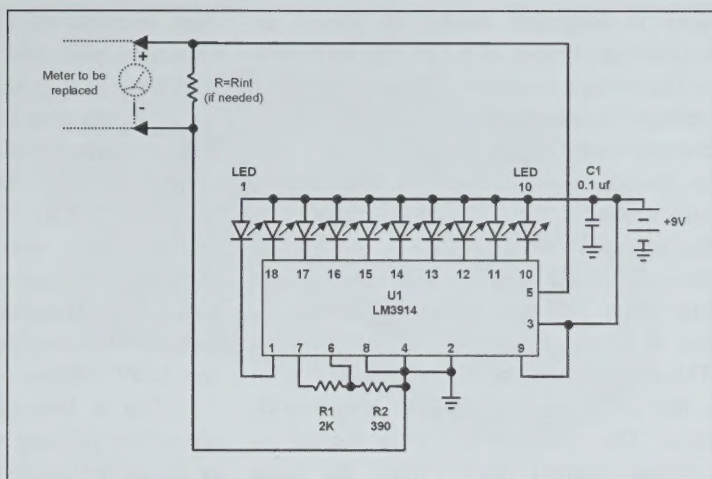 +
Meter to be
replaced
-
R=Rint
(if needed)
LED
1
LED
10
C1
0.1 uf
+9V
18 17 16 15 14 13 12 11 10
5
U1
LM3914
3
1 7 6 8 4 2 9
R1
2K
R2
390